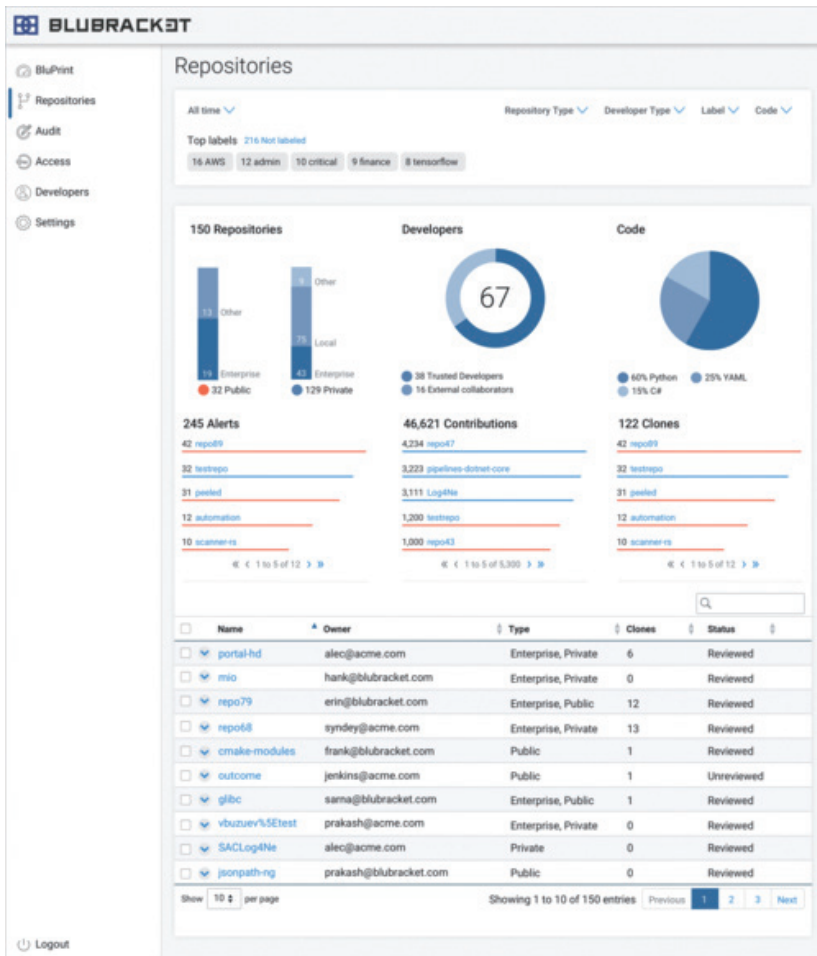 BLUBRACKET
BluPrint
Repositories
Audit
Access
Developers
Settings
Logout
Repositories
All time Repository Type Developer Type Label Code
Top labels 216 Not labeled
16 AWS 12 admin 10 critical 9 finance 8 tensorflow
150 Repositories
13 Other
19 Enterprise
32 Public
9 Other
75 Local
43 Enterprise
129 Private
Developers
67
38 Trusted Developers
16 External collaborators
Code
60% Python 25% YAML
15% C#
245 Alerts
42 repo89
32 testrepo
31 peeled
12 automation
10 scanner-rs
« < 1 to 5 of 12 > »
46,621 Contributions
4,234 repo47
3,223 pipelines-dotnet-core
3,111 Log4Ne
1,200 testrepo
1,000 repo43
« < 1 to 5 of 5,300 > »
122 Clones
42 repo89
32 testrepo
31 peeled
12 automation
10 scanner-rs
« < 1 to 5 of 12 > »
Name Owner Type Clones Status
portal-hd alec@acme.com Enterprise, Private 6 Reviewed
mio hank@blubracket.com Enterprise, Private 0 Reviewed
repo79 erin@blubracket.com Enterprise, Public 12 Reviewed
repo68 syndey@acme.com Enterprise, Private 13 Reviewed
cmake-modules frank@blubracket.com Public 1 Reviewed
outcome jenkins@acme.com Public 1 Unreviewed
glibc sarna@blubracket.com Enterprise, Public 1 Reviewed
vbuzuev%5Etest prakash@acme.com Enterprise, Private 0 Reviewed
SACLog4Ne alec@acme.com Private 0 Reviewed
jsonpath-ng prakash@blubracket.com Public 0 Reviewed
Show 10 per page Showing 1 to 10 of 150 entries Previous 1 2 3 Next